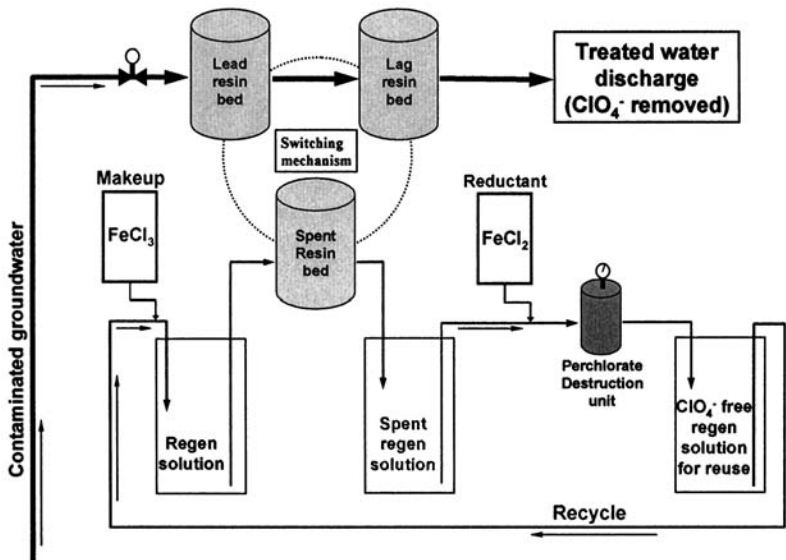 Lead
resin
bed
Lag
resin
bed
Treated water
discharge
(ClO₄⁻ removed)
Switching
mechanism
Makeup
FeCl₃
Spent
Resin
bed
Reductant
FeCl₂
Contaminated groundwater
Regen
solution
Spent
regen
solution
Perchlorate
Destruction
unit
ClO₄⁻ free
regen
solution
for reuse
Recycle